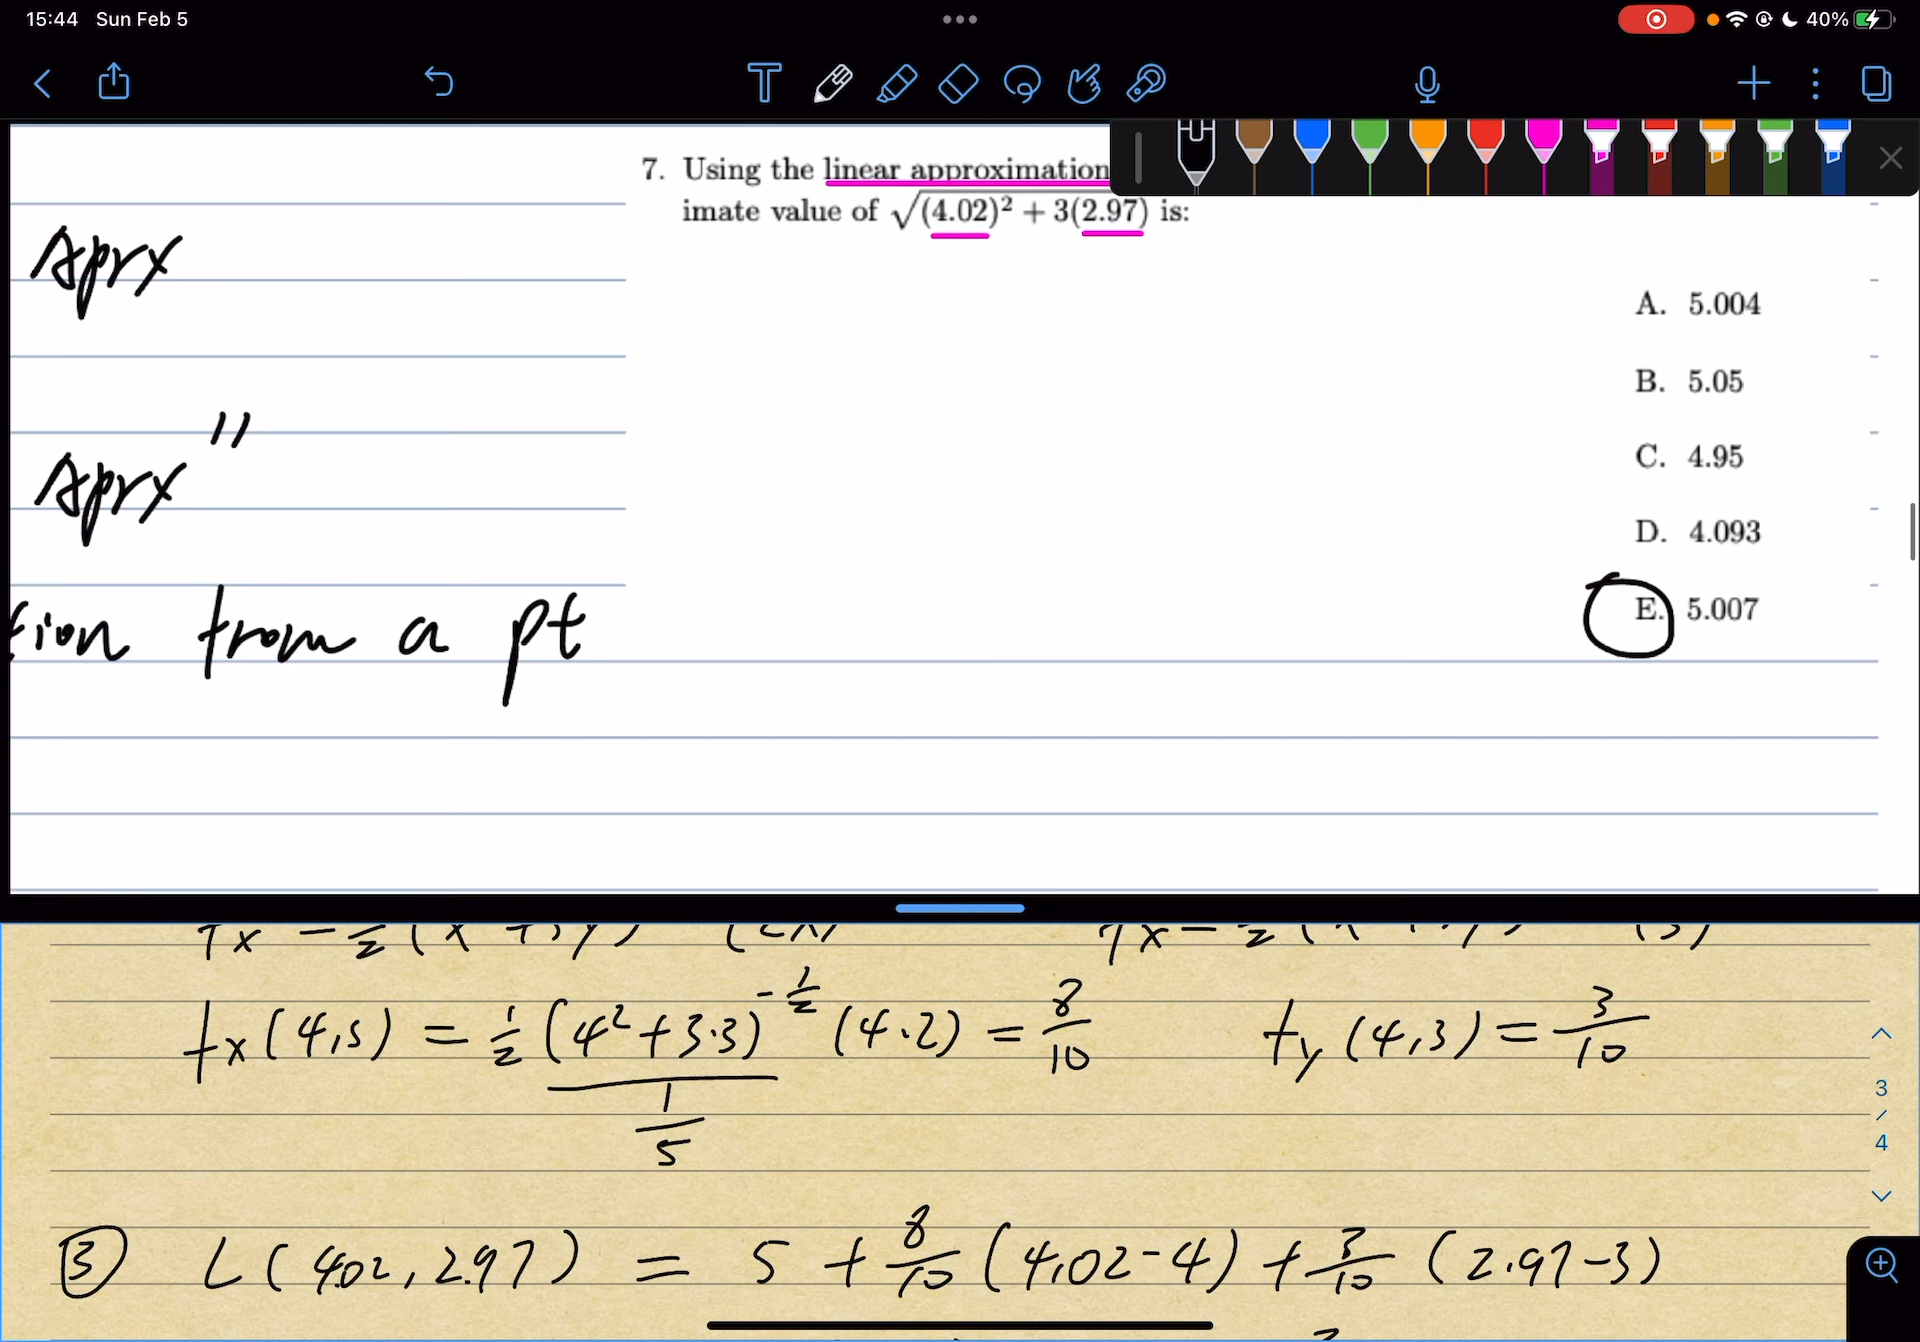 15:44 Sun Feb 5
40%
7. Using the linear approximation
imate value of √(4.02)² + 3(2.97) is:
A. 5.004
B. 5.05
C. 4.95
D. 4.093
E. 5.007
Aprx
"
Aprx
tion from a pt
fx(4,3) = 1/2 (4² + 3·3)^(-1/2) (4·2) = 8/10
1/5
fy(4,3) = 3/10
3
/
4
③ L(4.02, 2.97) = 5 + 8/10 (4.02-4) + 3/10 (2.97-3)